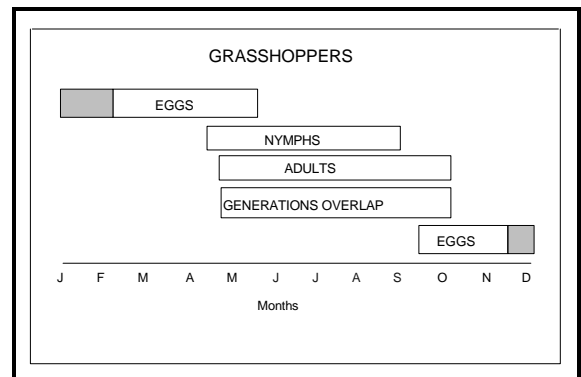 GRASSHOPPERS
EGGS
NYMPHS
ADULTS
GENERATIONS OVERLAP
EGGS
J F M A M J J A S O N D
Months